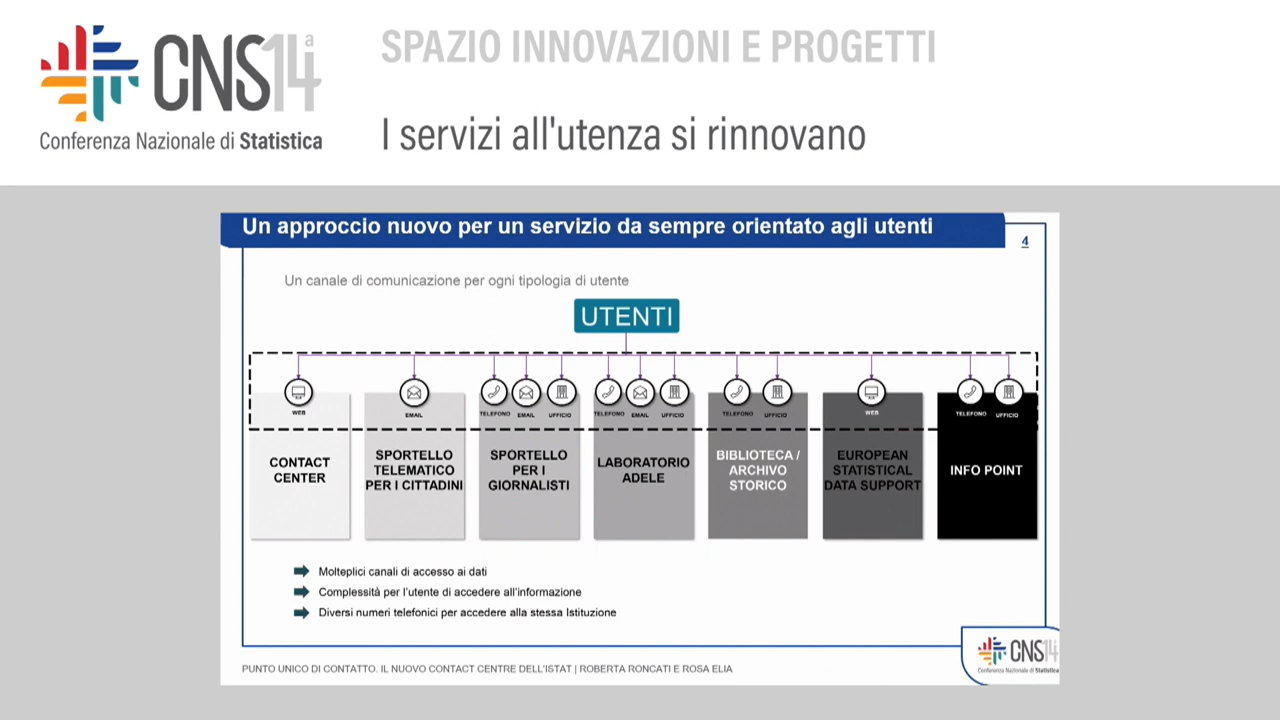 CNS14ª
Conferenza Nazionale di Statistica
SPAZIO INNOVAZIONI E PROGETTI
I servizi all'utenza si rinnovano
Un approccio nuovo per un servizio da sempre orientato agli utenti
4
Un canale di comunicazione per ogni tipologia di utente
UTENTI
WEB
EMAIL
TELEFONO EMAIL UFFICIO
TELEFONO EMAIL UFFICIO
TELEFONO UFFICIO
WEB
TELEFONO UFFICIO
CONTACT
CENTER
SPORTELLO
TELEMATICO
PER I CITTADINI
SPORTELLO
PER I
GIORNALISTI
LABORATORIO
ADELE
BIBLIOTECA /
ARCHIVO
STORICO
EUROPEAN
STATISTICAL
DATA SUPPORT
INFO POINT
Molteplici canali di accesso ai dati
Complessità per l'utente di accedere all'informazione
Diversi numeri telefonici per accedere alla stessa Istituzione
PUNTO UNICO DI CONTATTO. IL NUOVO CONTACT CENTRE DELL'ISTAT | ROBERTA RONCATI E ROSA ELIA
CNS14
Conferenza Nazionale di Statistica